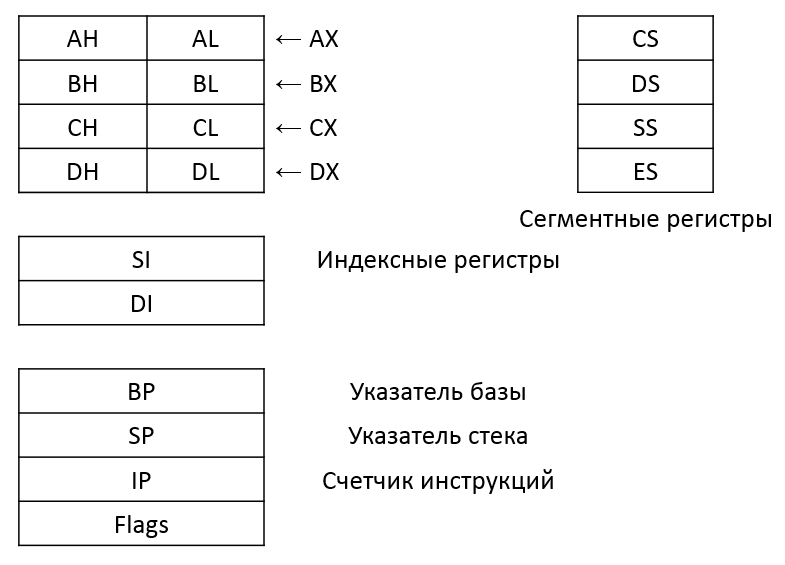 AH AL ← AX
BH BL ← BX
CH CL ← CX
DH DL ← DX
CS
DS
SS
ES
Сегментные регистры
SI
DI
Индексные регистры
BP Указатель базы
SP Указатель стека
IP Счетчик инструкций
Flags